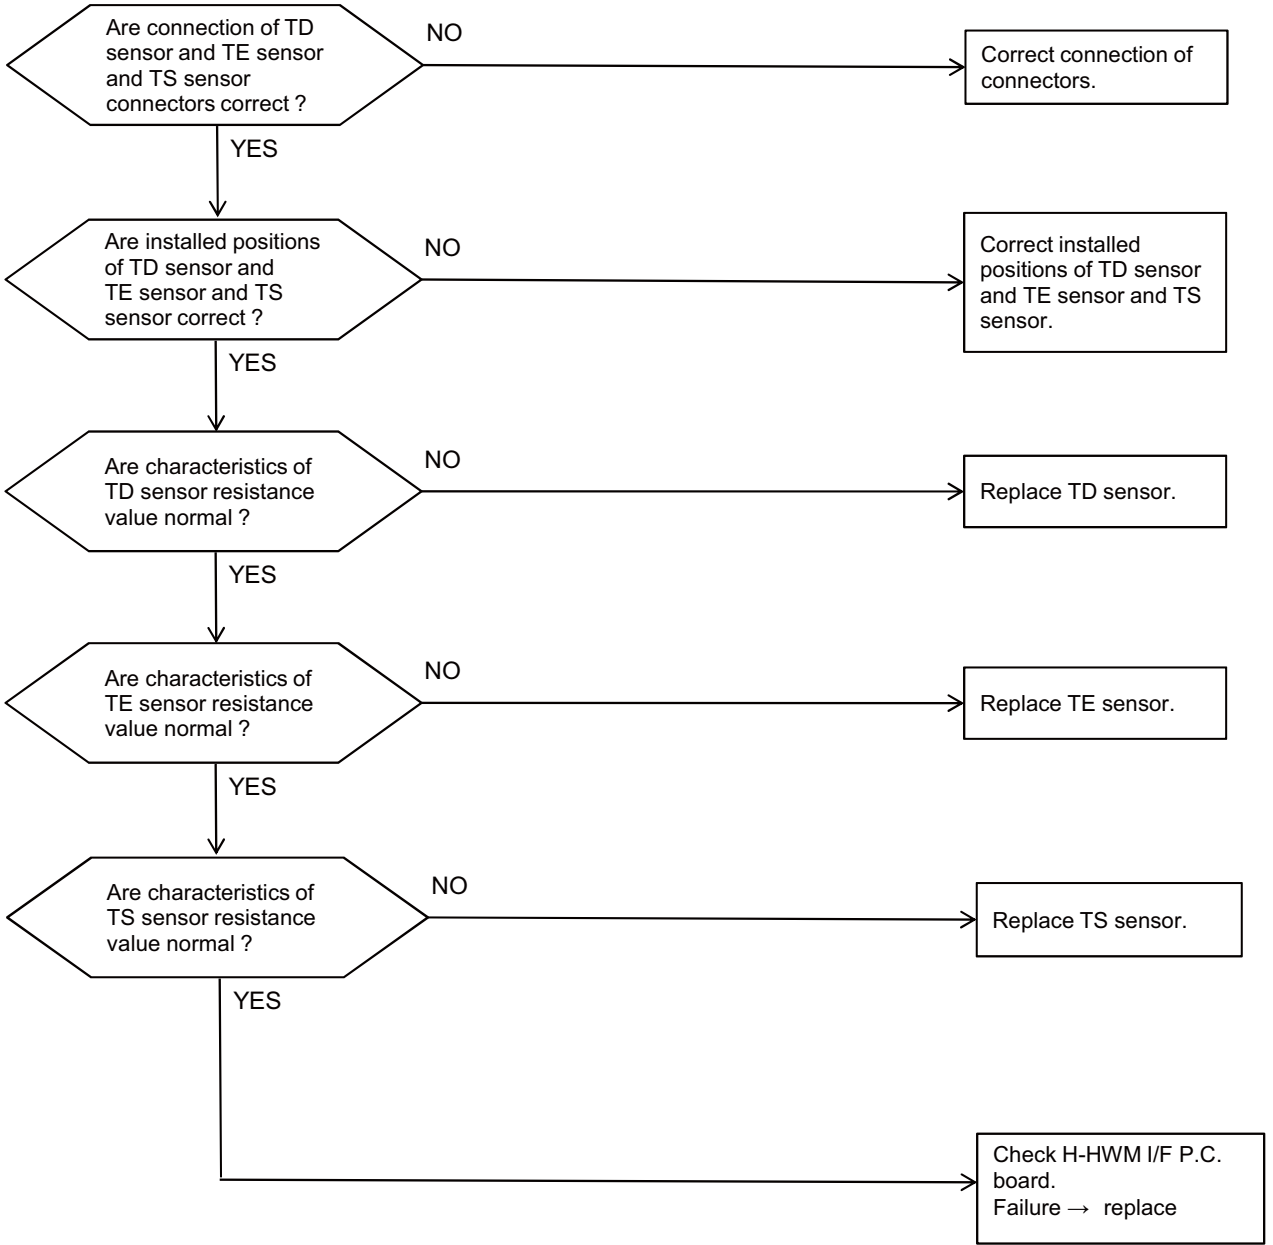 Are connection of TD
sensor and TE sensor
and TS sensor
connectors correct ?
NO
Correct connection of
connectors.
YES
Are installed positions
of TD sensor and
TE sensor and TS
sensor correct ?
NO
Correct installed
positions of TD sensor
and TE sensor and TS
sensor.
YES
Are characteristics of
TD sensor resistance
value normal ?
NO
Replace TD sensor.
YES
Are characteristics of
TE sensor resistance
value normal ?
NO
Replace TE sensor.
YES
Are characteristics of
TS sensor resistance
value normal ?
NO
Replace TS sensor.
YES
Check H-HWM I/F P.C.
board.
Failure → replace